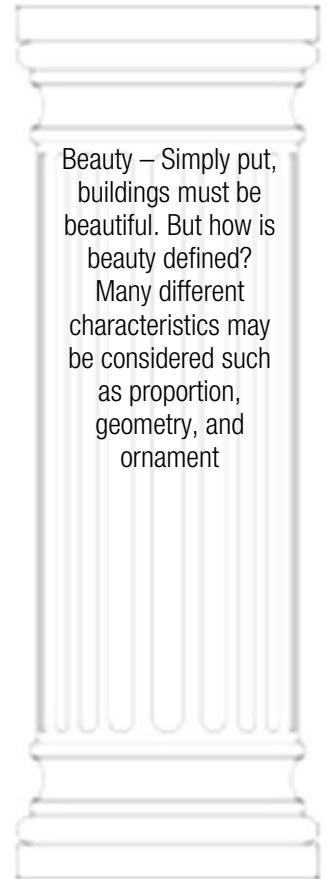 Beauty – Simply put,
buildings must be
beautiful. But how is
beauty defined?
Many different
characteristics may
be considered such
as proportion,
geometry, and
ornament